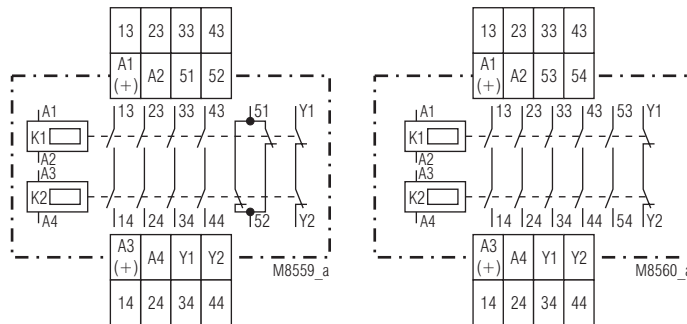 13 23 33 43
A1 (+) A2 51 52
A1 13 23 33 43 51 Y1
K1
A2
A3
K2
A4 14 24 34 44 52 Y2
A3 (+) A4 Y1 Y2
14 24 34 44
M8559_a
13 23 33 43
A1 (+) A2 53 54
A1 13 23 33 43 53 Y1
K1
A2
A3
K2
A4 14 24 34 44 54 Y2
A3 (+) A4 Y1 Y2
14 24 34 44
M8560_a